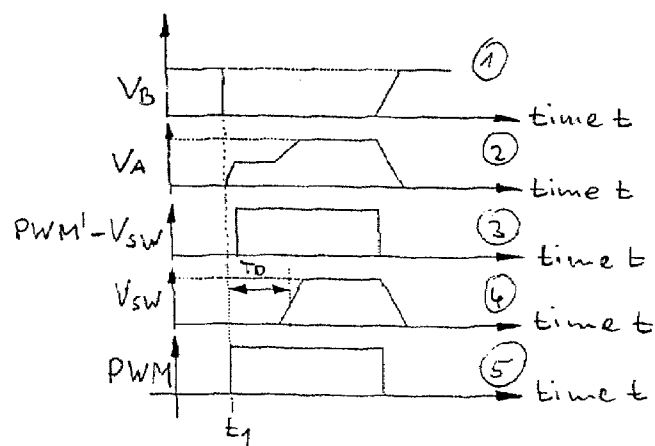 ①
V_B
time t
②
V_A
time t
③
PWM' - V_SW
time t
T_D
④
V_SW
time t
⑤
PWM
time t
t_1